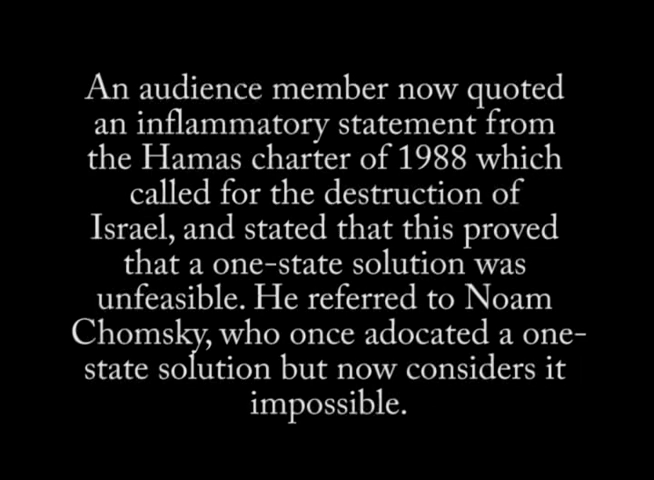 An audience member now quoted
an inflammatory statement from
the Hamas charter of 1988 which
called for the destruction of
Israel, and stated that this proved
that a one-state solution was
unfeasible. He referred to Noam
Chomsky, who once adocated a one-
state solution but now considers it
impossible.